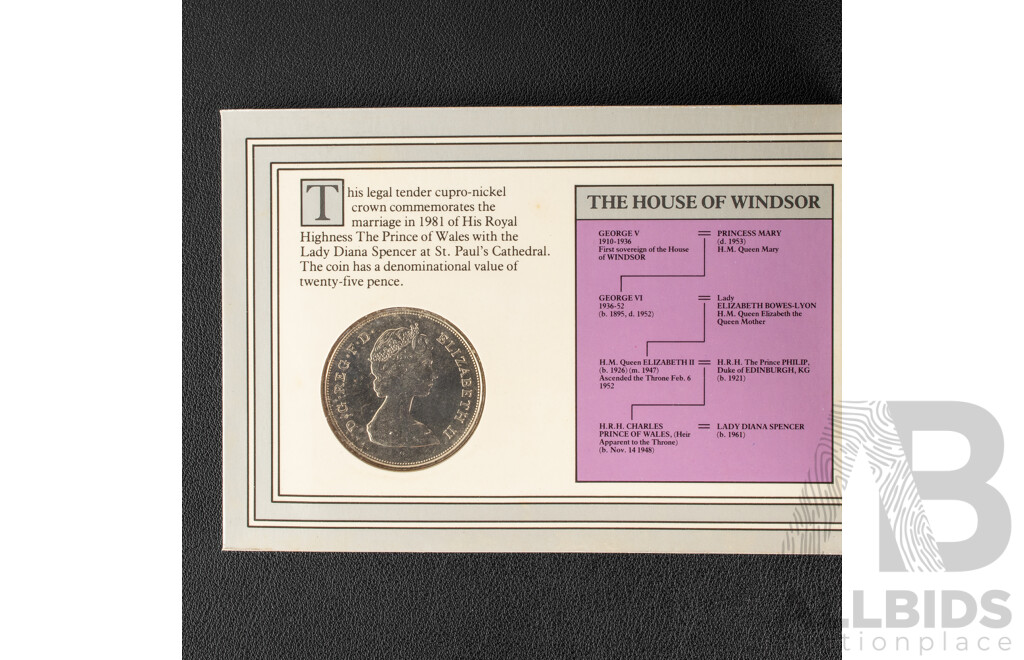 This legal tender cupro-nickel
crown commemorates the
marriage in 1981 of His Royal
Highness The Prince of Wales with the
Lady Diana Spencer at St. Paul's Cathedral.
The coin has a denominational value of
twenty-five pence.
D·G·REG·F·D· ELIZABETH II
THE HOUSE OF WINDSOR
GEORGE V
1910-1936
First sovereign of the House
of WINDSOR
=
PRINCESS MARY
(d. 1953)
H.M. Queen Mary
GEORGE VI
1936-52
(b. 1895, d. 1952)
=
Lady
ELIZABETH BOWES-LYON
H.M. Queen Elizabeth the
Queen Mother
H.M. Queen ELIZABETH II
(b. 1926) (m. 1947)
Ascended the Throne Feb. 6
1952
=
H.R.H. The Prince PHILIP,
Duke of EDINBURGH, KG
(b. 1921)
H.R.H. CHARLES
PRINCE OF WALES, (Heir
Apparent to the Throne)
(b. Nov. 14 1948)
=
LADY DIANA SPENCER
(b. 1961)
AB
ALLBIDS
auctionplace